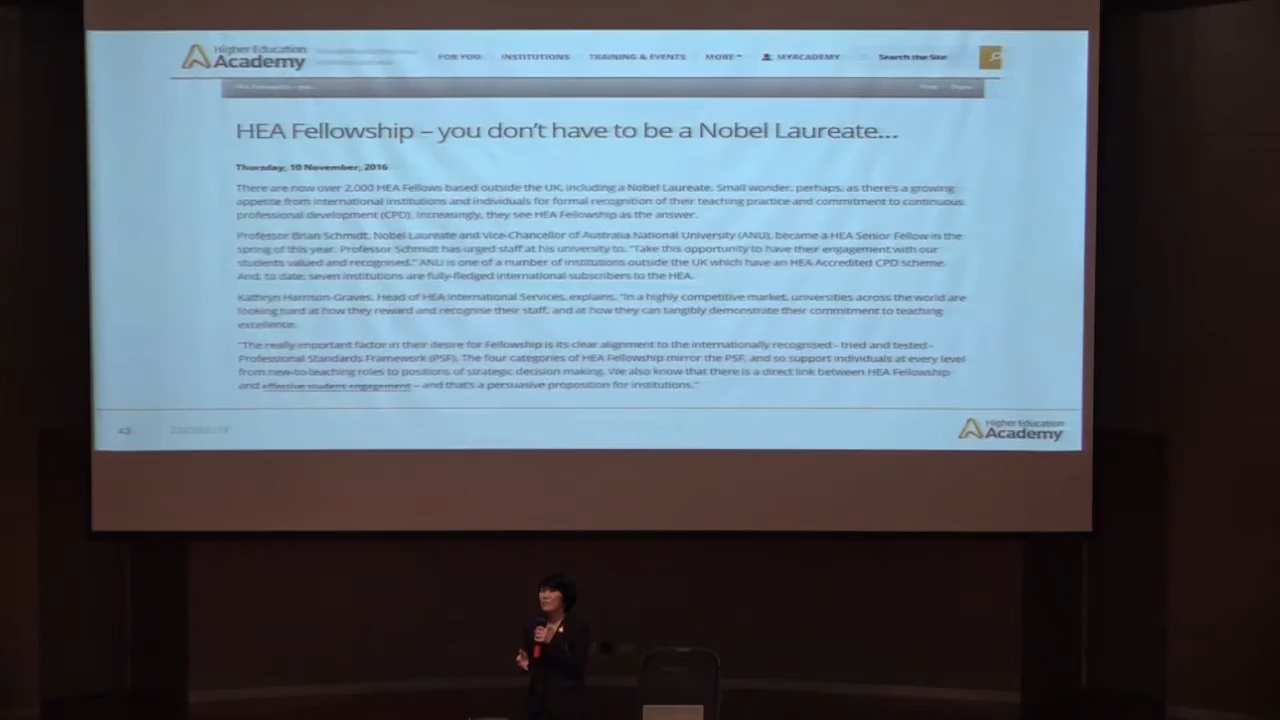 Higher Education
Academy
FOR YOU
INSTITUTIONS
TRAINING & EVENTS
MORE
MYACADEMY
Search the Site
HEA Fellowship – you don't have to be a Nobel Laureate...
Thursday, 10 November, 2016
There are now over 2,000 HEA Fellows based outside the UK, including a Nobel Laureate. Small wonder, perhaps, as there's a growing
appetite from international institutions and individuals for formal recognition of their teaching practice and commitment to continuous
professional development (CPD). Increasingly, they see HEA Fellowship as the answer.
Professor Brian Schmidt, Nobel Laureate and Vice-Chancellor of Australia National University (ANU), became a HEA Senior Fellow in the
spring of this year. Professor Schmidt has urged staff at his university to, "Take this opportunity to have their engagement with our
students valued and recognised." ANU is one of a number of institutions outside the UK which have an HEA Accredited CPD scheme.
And, to date, seven institutions are fully-fledged international subscribers to the HEA.
Kathryn Harrison-Graves, Head of HEA International Services, explains, "In a highly competitive market, universities across the world are
looking hard at how they reward and recognise their staff, and at how they can tangibly demonstrate their commitment to teaching
excellence.
"The really important factor in their desire for Fellowship is its clear alignment to the internationally recognised - tried and tested -
Professional Standards Framework (PSF). The four categories of HEA Fellowship mirror the PSF, and so support individuals at every level
from new-to-teaching roles to positions of strategic decision making. We also know that there is a direct link between HEA Fellowship
and effective student engagement – and that's a persuasive proposition for institutions."
Higher Education
Academy